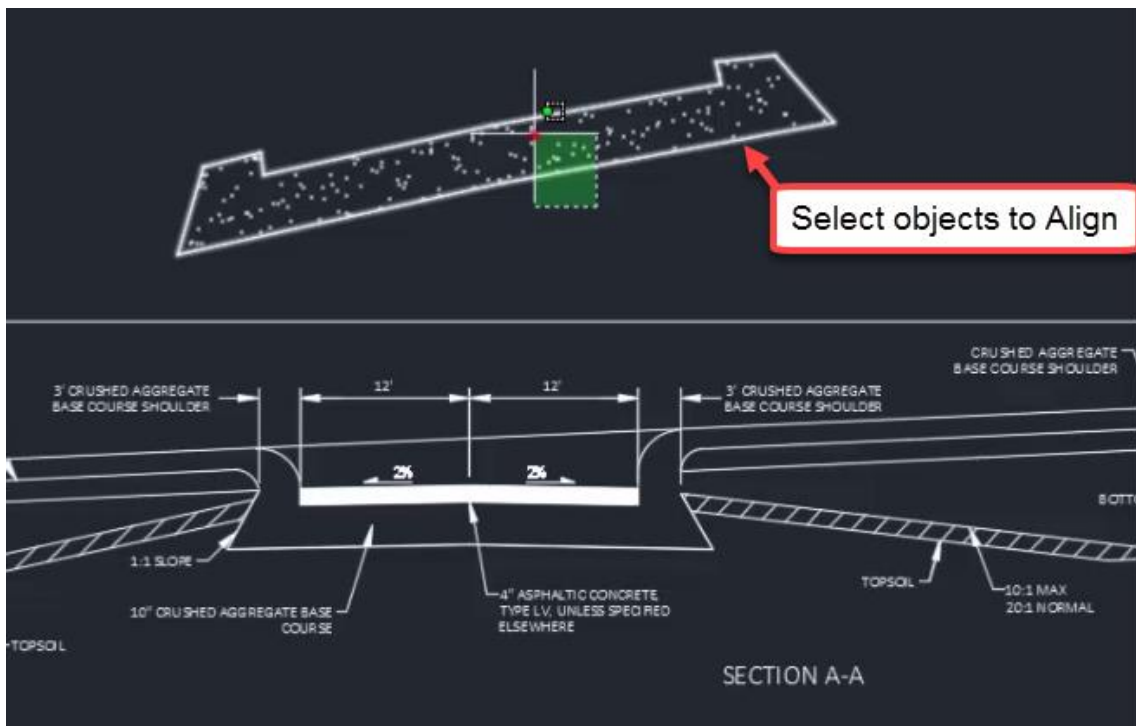 Select objects to Align
CRUSHED AGGREGATE
BASE COURSE SHOULDER
3' CRUSHED AGGREGATE
BASE COURSE SHOULDER
12'
12'
3' CRUSHED AGGREGATE
BASE COURSE SHOULDER
2%
2%
BOTTO
1:1 SLOPE
TOPSOIL
10:1 MAX
20:1 NORMAL
10" CRUSHED AGGREGATE BASE
COURSE
4" ASPHALTIC CONCRETE,
TYPE LV, UNLESS SPECIFIED
ELSEWHERE
TOPSOIL
SECTION A-A